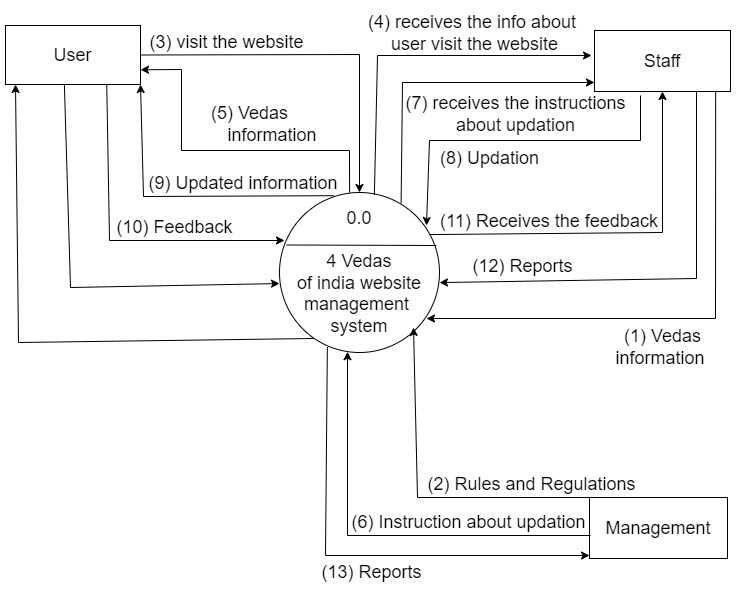 User
(3) visit the website
(4) receives the info about
user visit the website
Staff
(5) Vedas
information
(7) receives the instructions
about updation
(8) Updation
(9) Updated information
0.0
(10) Feedback
(11) Receives the feedback
4 Vedas
of india website
management
system
(12) Reports
(1) Vedas
information
(2) Rules and Regulations
(6) Instruction about updation
Management
(13) Reports